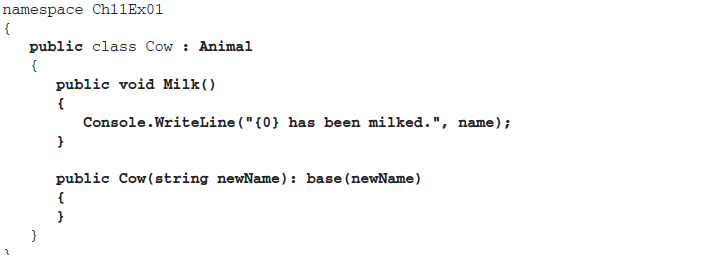 namespace Ch11Ex01
{
public class Cow : Animal
{
public void Milk()
{
Console.WriteLine("{0} has been milked.", name);
}
public Cow(string newName): base(newName)
{
}
}
}